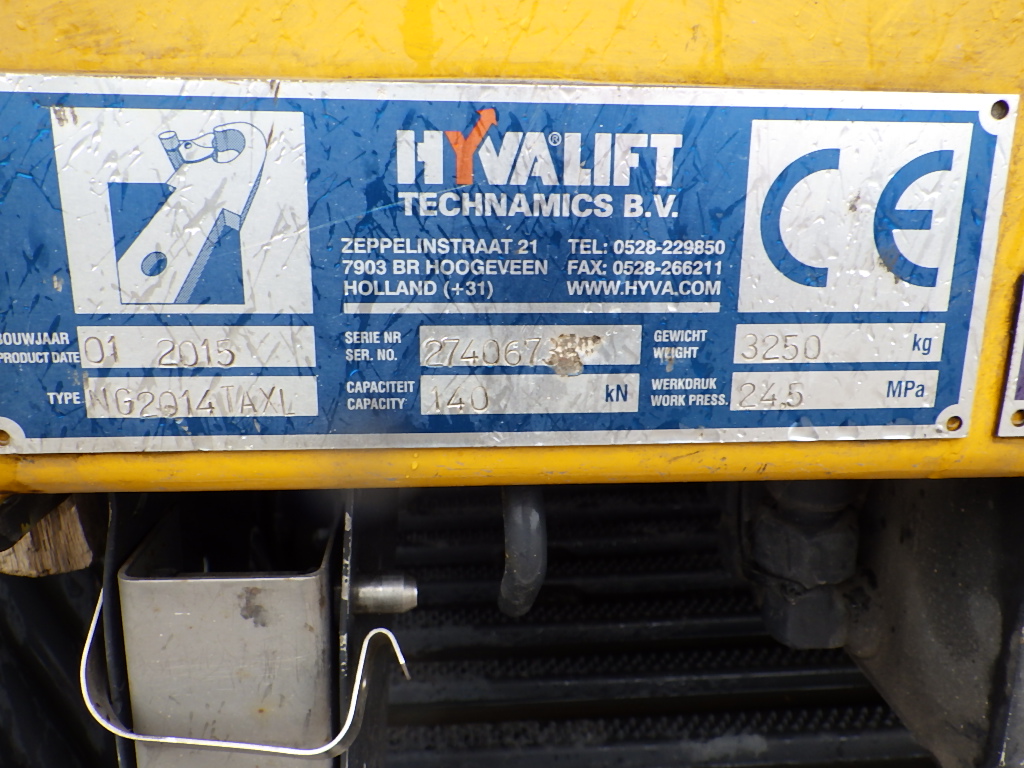 HYVA®LIFT
TECHNAMICS B.V.
ZEPPELINSTRAAT 21 TEL: 0528-229850
7903 BR HOOGEVEEN FAX: 0528-266211
HOLLAND (+31) WWW.HYVA.COM
CE
BOUWJAAR
PRODUCT DATE 01 2015
SERIE NR
SER. NO.
GEWICHT
WEIGHT 3250 kg
TYPE NG2014TAXL
CAPACITEIT
CAPACITY 140 kN
WERKDRUK
WORK PRESS. 24.5 MPa